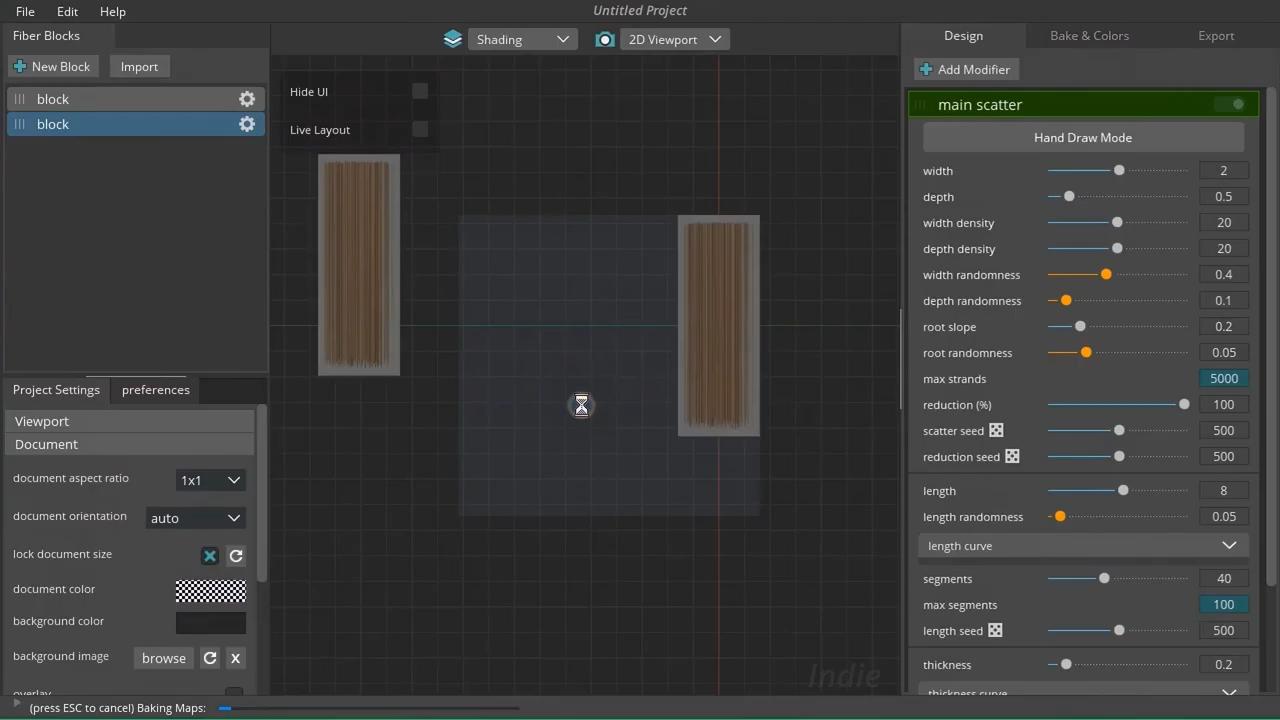 File Edit Help
Untitled Project
Fiber Blocks
New Block Import
block
block
Shading
2D Viewport
Hide UI
Live Layout
Indie
Project Settings preferences
Viewport
Document
document aspect ratio 1x1
document orientation auto
lock document size
document color
background color
background image browse x
overlay
(press ESC to cancel) Baking Maps:
Design Bake & Colors Export
Add Modifier
main scatter
Hand Draw Mode
width 2
depth 0.5
width density 20
depth density 20
width randomness 0.4
depth randomness 0.1
root slope 0.2
root randomness 0.05
max strands 5000
reduction (%) 100
scatter seed 500
reduction seed 500
length 8
length randomness 0.05
length curve
segments 40
max segments 100
length seed 500
thickness 0.2
thickness curve